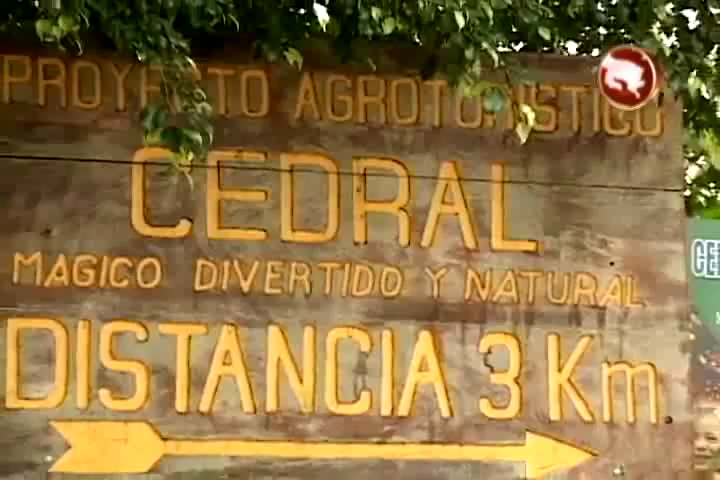 PROYECTO AGROTURISTICO
CEDRAL
MAGICO DIVERTIDO Y NATURAL
DISTANCIA 3 Km